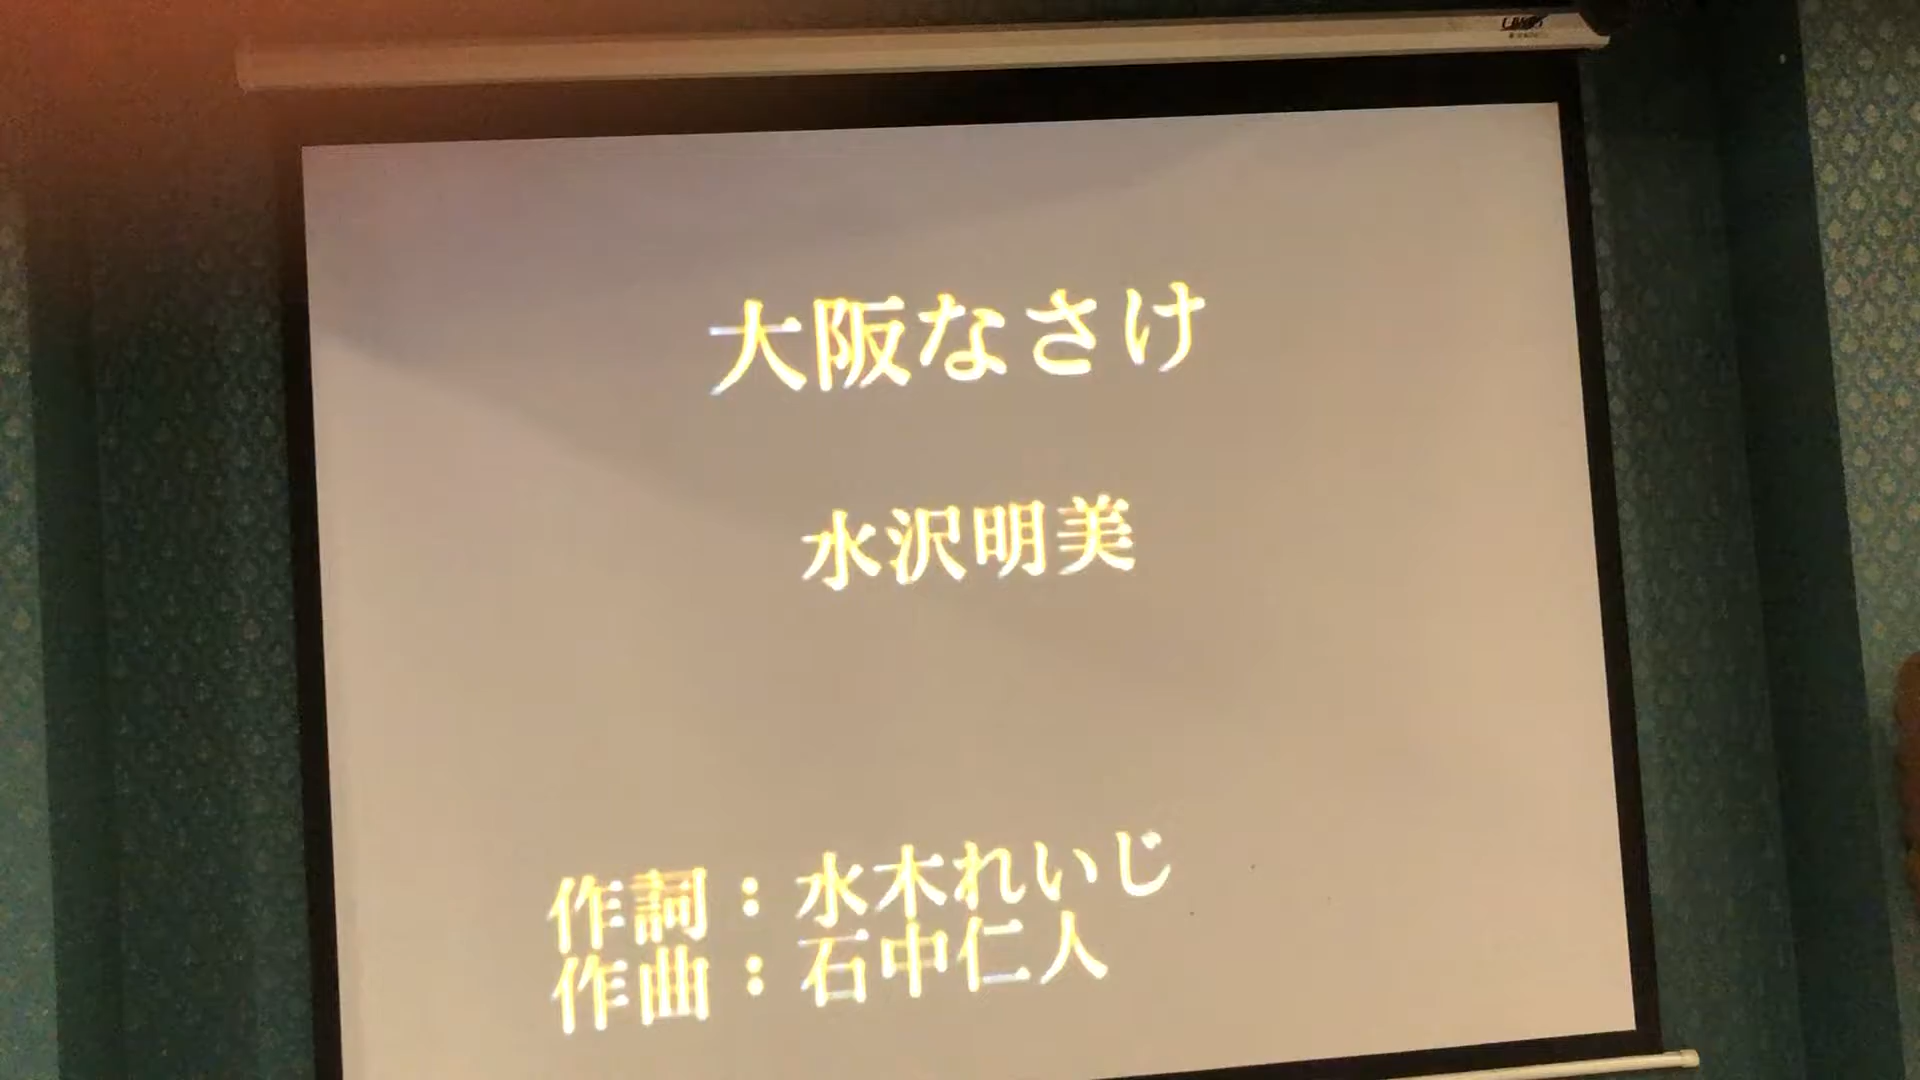 大阪なさけ
水沢明美
作詞：水木れいじ
作曲：石中仁人